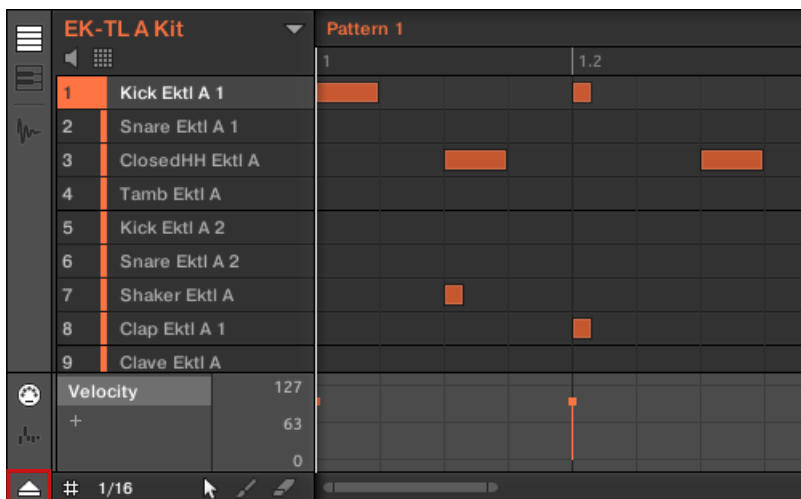 EK-TL A Kit
Pattern 1
1 1.2
1 Kick Ektl A 1
2 Snare Ektl A 1
3 ClosedHH Ektl A
4 Tamb Ektl A
5 Kick Ektl A 2
6 Snare Ektl A 2
7 Shaker Ektl A
8 Clap Ektl A 1
9 Clave Ektl A
Velocity 127
+ 63
0
# 1/16